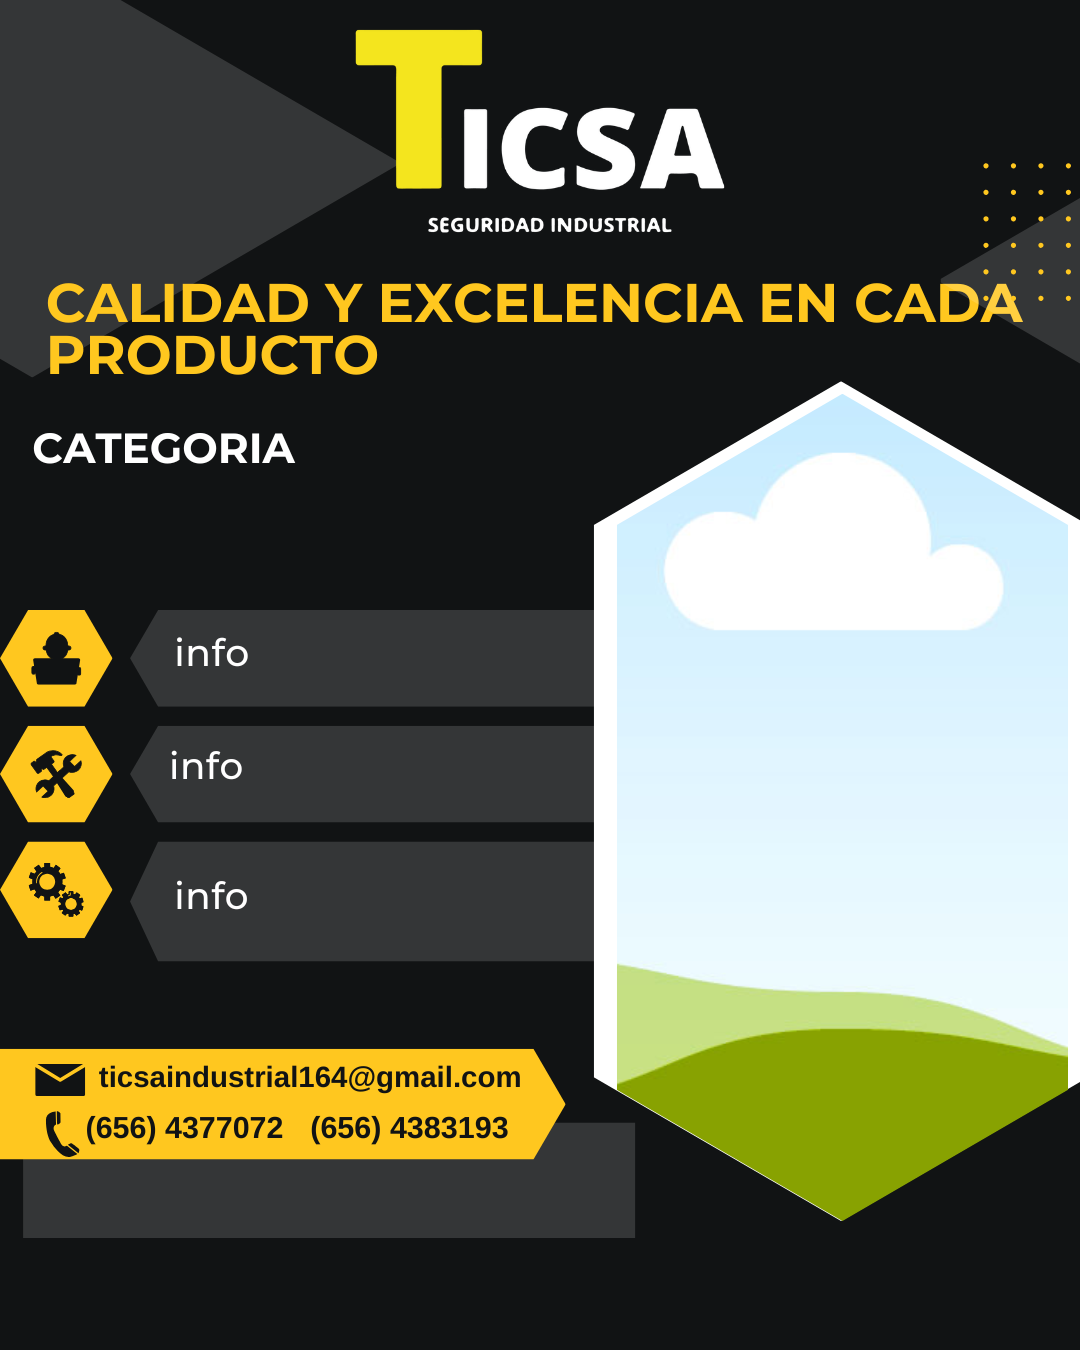 TICSA
SEGURIDAD INDUSTRIAL
CALIDAD Y EXCELENCIA EN CADA
PRODUCTO
CATEGORIA
info
info
info
ticsaindustrial164@gmail.com
(656) 4377072 (656) 4383193